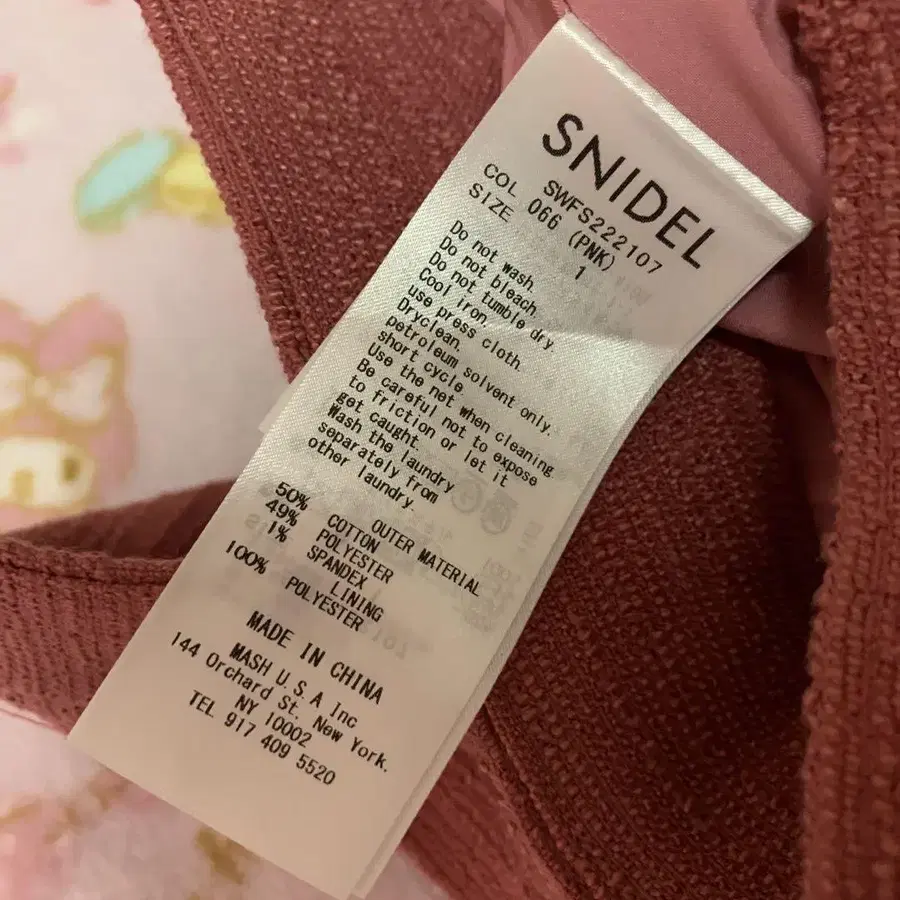 SNIDEL
SWFS222107
COL 066 (PNK)
SIZE 1
Do not wash.
Do not bleach.
Do not tumble dry.
Cool iron.
use press cloth.
Dryclean.
petroleum solvent only.
short cycle
Use the net when cleaning
Be careful not to expose
to friction or let it
get caught.
Wash the laundry
separately from
other laundry.
OUTER MATERIAL
50% COTTON
49% POLYESTER
1% SPANDEX
LINING
100% POLYESTER
MADE IN CHINA
MASH U.S.A Inc
144 Orchard St. New York.
NY 10002
TEL 917 409 5520